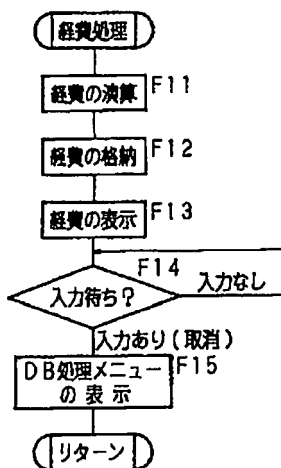 経費処理
経費の演算 F11
経費の格納 F12
経費の表示 F13
F14
入力待ち? 入力なし
入力あり(取消)
DB処理メニュー F15
の表示
リターン